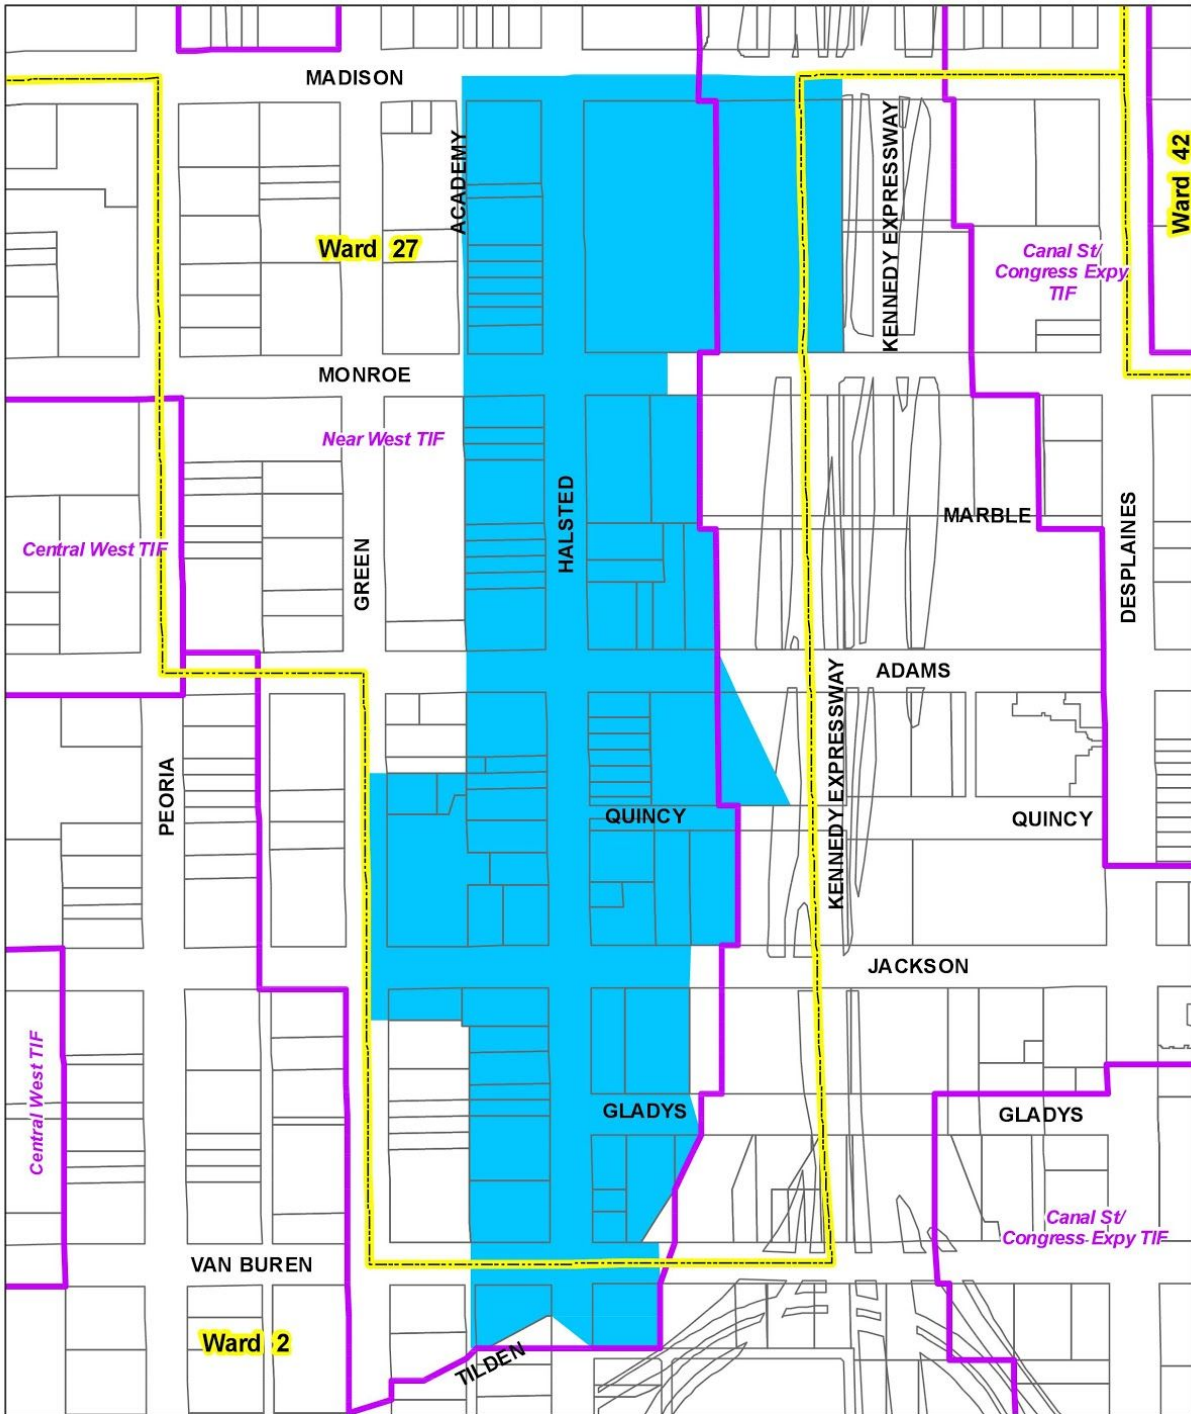 MADISON
ACADEMY
KENNEDY EXPRESSWAY
Ward 42
Ward 27
Canal St/
Congress Expy
TIF
MONROE
Near West TIF
HALSTED
MARBLE
DESPLAINES
Central West TIF
GREEN
ADAMS
KENNEDY EXPRESSWAY
PEORIA
QUINCY
QUINCY
JACKSON
Central West TIF
GLADYS
GLADYS
Canal St/
Congress Expy TIF
VAN BUREN
Ward 2
TILDEN